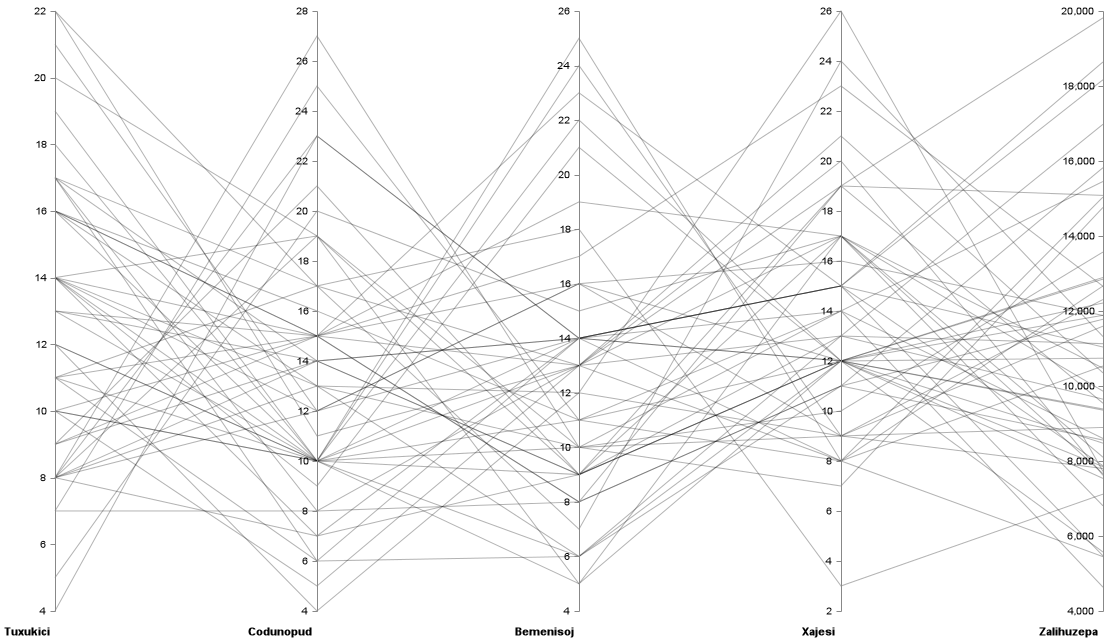 22 28 26 26 20,000
26 24 24 18,000
20 24 22 22 16,000
18 22 20 20 14,000
16 20 18 18 12,000
14 18 16 16 10,000
12 16 14 14 8,000
10 14 12 12 6,000
8 12 10 10 4,000
6 10 8 8
4 8 6 6
6 4 4
4 2
Tuxukici Codunopud Bemenisoj Xajesi Zalihuzepa